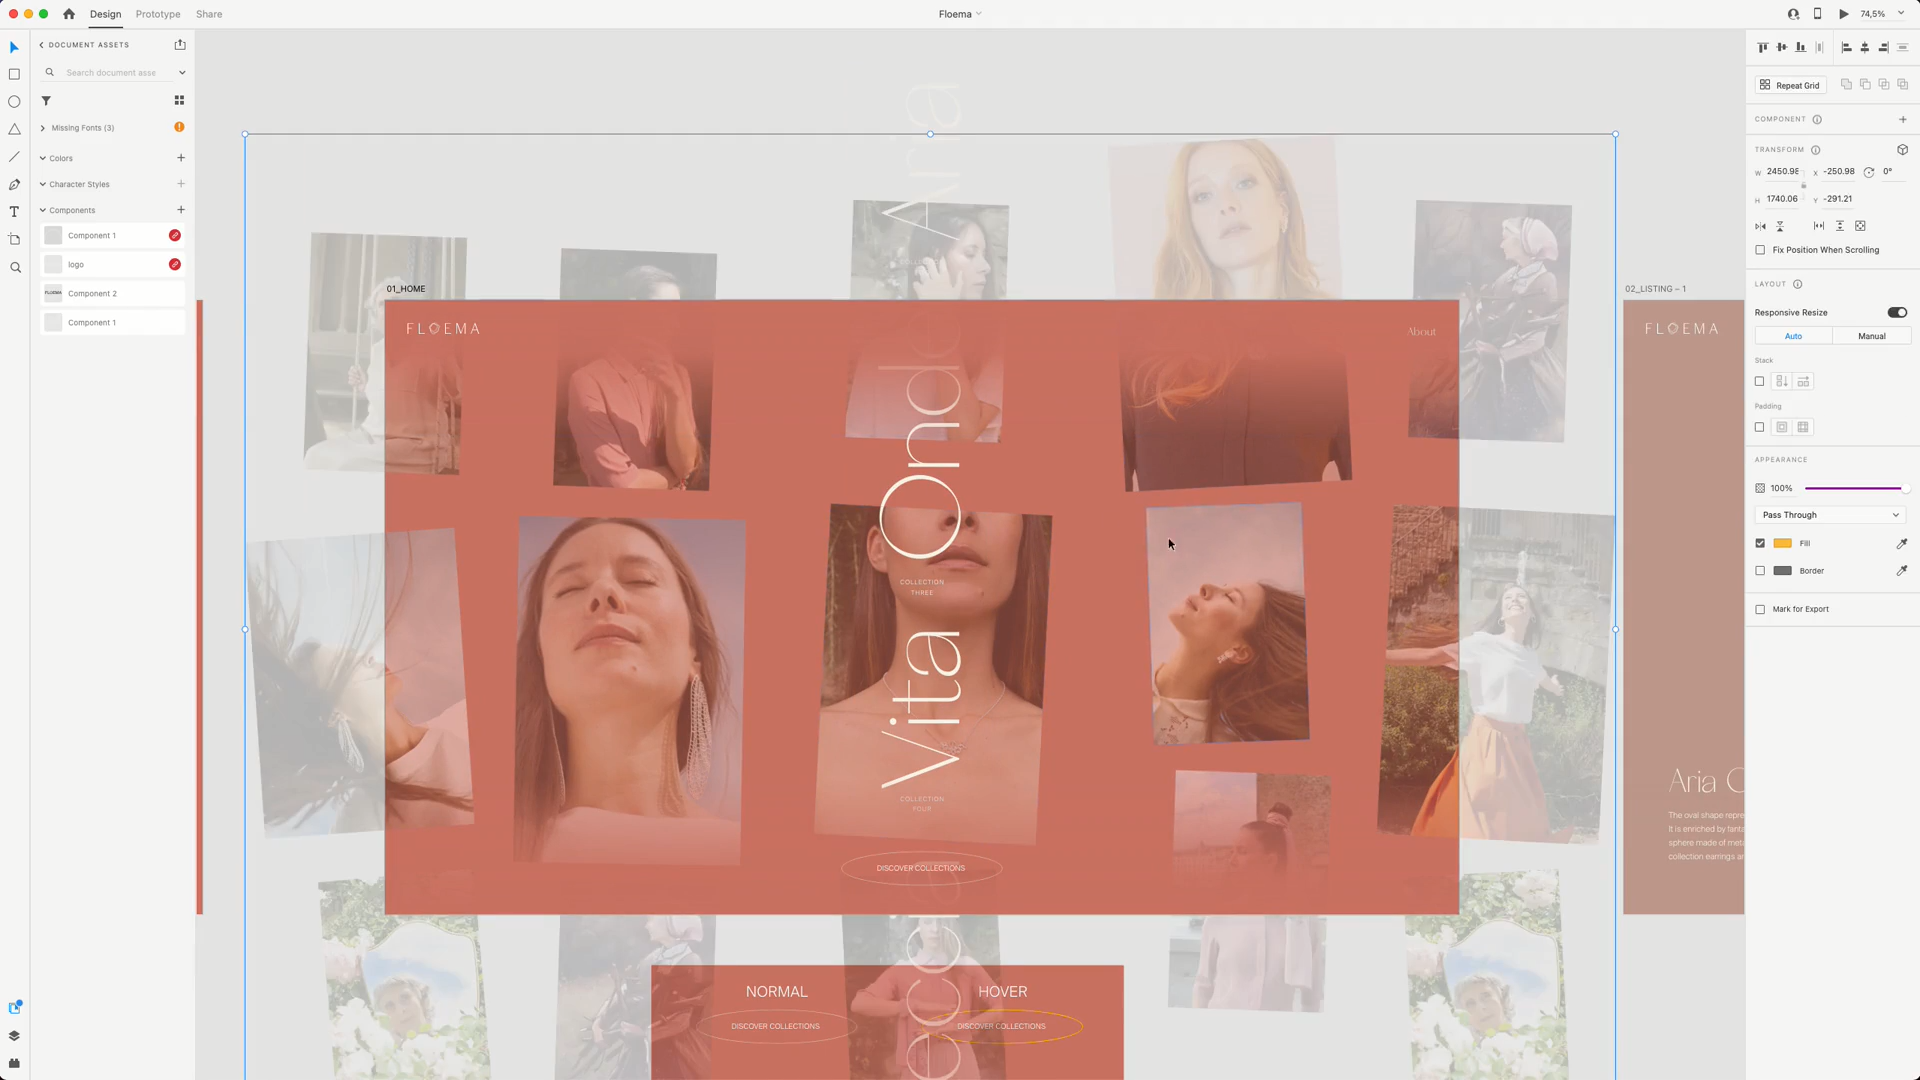 Design
Prototype
Share
Floema
74,5%
DOCUMENT ASSETS
Search document asse
Missing Fonts (3)
Colors
Character Styles
Components
Component 1
logo
FLOEMA
Component 2
Component 1
01_HOME
FLOEMA
About
Aria
Onde
COLLECTION
THREE
Vita
COLLECTION
FOUR
DISCOVER COLLECTIONS
NORMAL
HOVER
DISCOVER COLLECTIONS
DISCOVER COLLECTIONS
02_LISTING – 1
FLOEMA
Aria O
The oval shape repre
It is enriched by fanta
sphere made of meta
collection earrings ar
Repeat Grid
COMPONENT
TRANSFORM
W 2450.98 X -250.98 0°
H 1740.06 Y -291.21
Fix Position When Scrolling
LAYOUT
Responsive Resize
Auto
Manual
Stack
Padding
APPEARANCE
100%
Pass Through
Fill
Border
Mark for Export